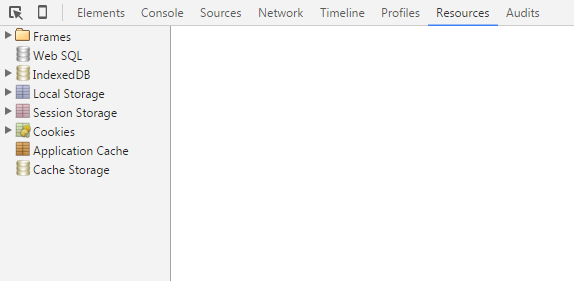 Elements Console Sources Network Timeline Profiles Resources Audits
Frames
Web SQL
IndexedDB
Local Storage
Session Storage
Cookies
Application Cache
Cache Storage